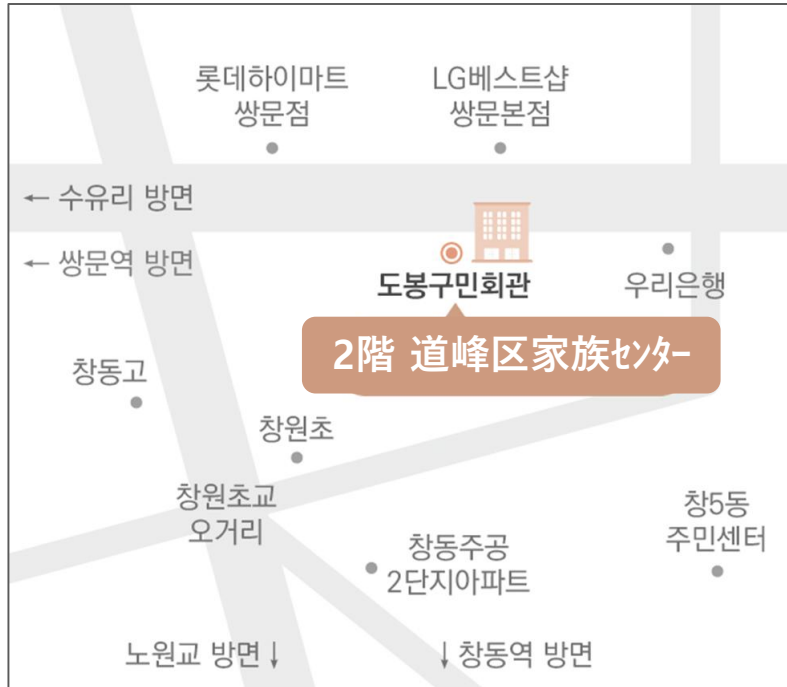 롯데하이마트
쌍문점
LG베스트샵
쌍문본점
← 수유리 방면
← 쌍문역 방면
도봉구민회관
우리은행
2階 道峰区家族ｾﾝﾀｰ
창동고
창원초
창원초교
오거리
창동주공
2단지아파트
창5동
주민센터
노원교 방면 ↓
↓ 창동역 방면